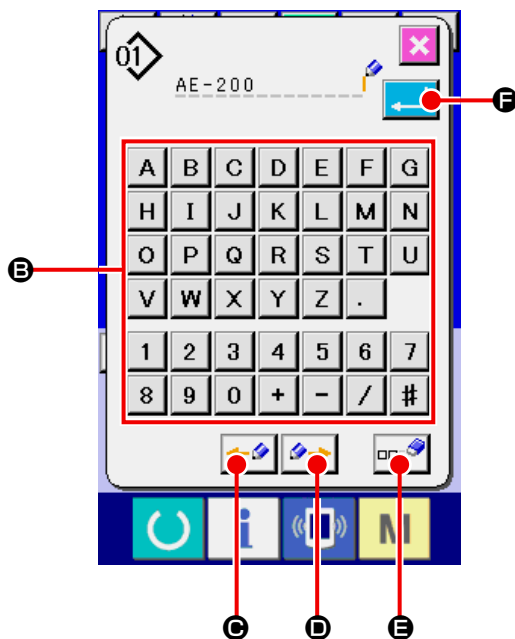 01
AE-200
F
A B C D E F G
H I J K L M N
O P Q R S T U
B
V W X Y Z .
1 2 3 4 5 6 7
8 9 0 + - / #
i M
C D E